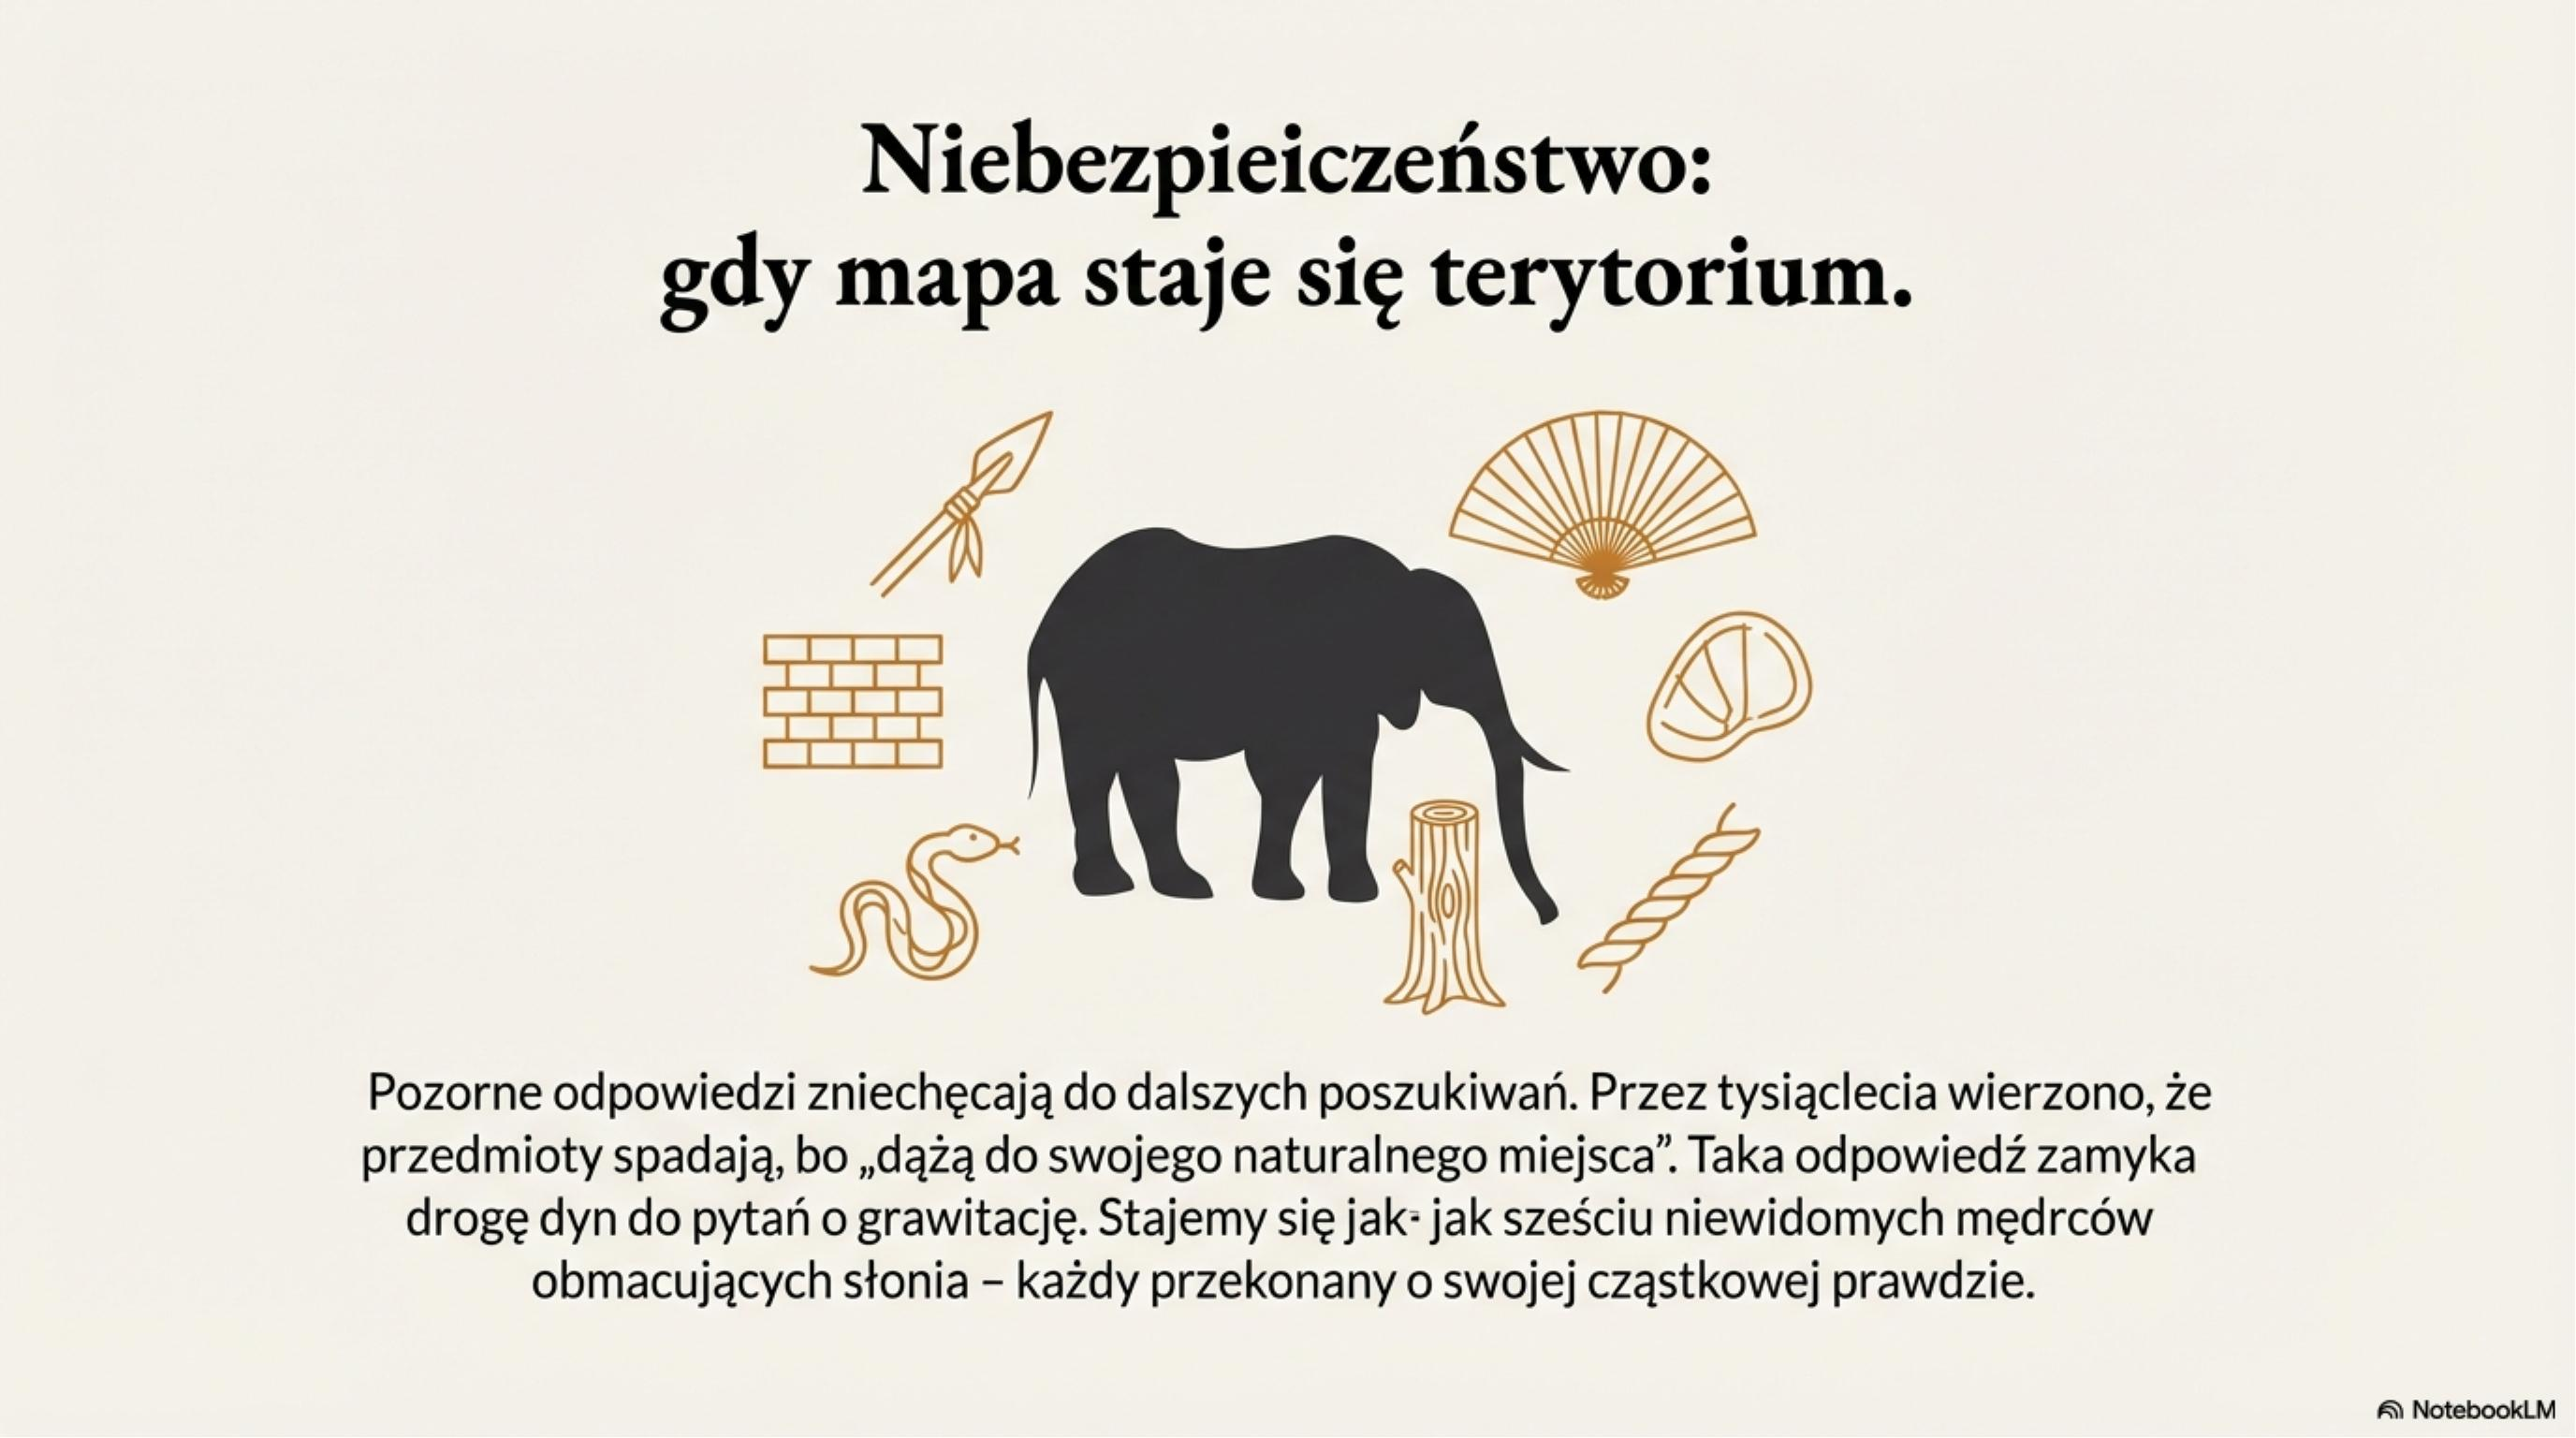 Niebezpieiczeństwo:
gdy mapa staje się terytorium.
Pozorne odpowiedzi zniechęcają do dalszych poszukiwań. Przez tysiąclecia wierzono, że
przedmioty spadają, bo „dążą do swojego naturalnego miejsca”. Taka odpowiedź zamyka
drogę dyn do pytań o grawitację. Stajemy się jak- jak sześciu niewidomych mędrców
obmacujących słonia – każdy przekonany o swojej cząstkowej prawdzie.
NotebookLM